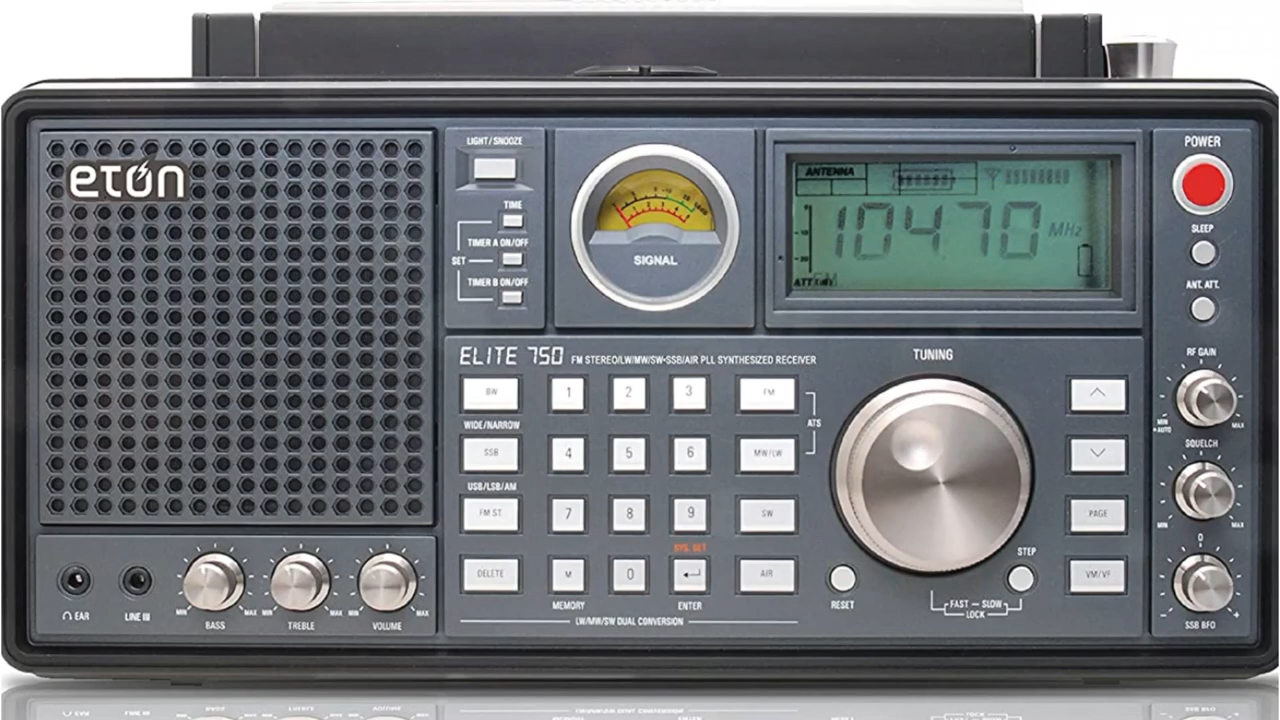 LIGHT/SNOOZE
etón
TIME
TIMER A ON/OFF
SET
TIMER B ON/OFF
SIGNAL
ANTENNA
10470 MHz
ATT
FM
POWER
SLEEP
ANT. ATT.
RF GAIN
MIN
+AUTO
MAX
SQUELCH
MIN
MAX
0
- +
SSB BFO
ELITE 750 FM STEREO/LW/MW/SW-SSB/AIR PLL SYNTHESIZED RECEIVER
TUNING
BW 1 2 3 FM
WIDE/NARROW
ATS
SSB 4 5 6 MW/LW
USB/LSB/AM
FM ST 7 8 9 SW
SYS. SET
DELETE M 0 AIR
MEMORY ENTER
LW/MW/SW DUAL CONVERSION
STEP
RESET
FAST — SLOW
LOCK
PAGE
VM/VF
EAR
LINE IN
MIN MAX
BASS
MIN MAX
TREBLE
MIN MAX
VOLUME